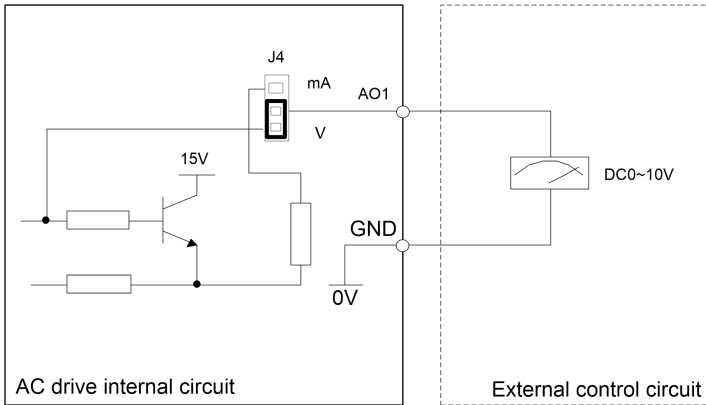 J4
mA
AO1
V
15V
DC0~10V
GND
0V
AC drive internal circuit
External control circuit